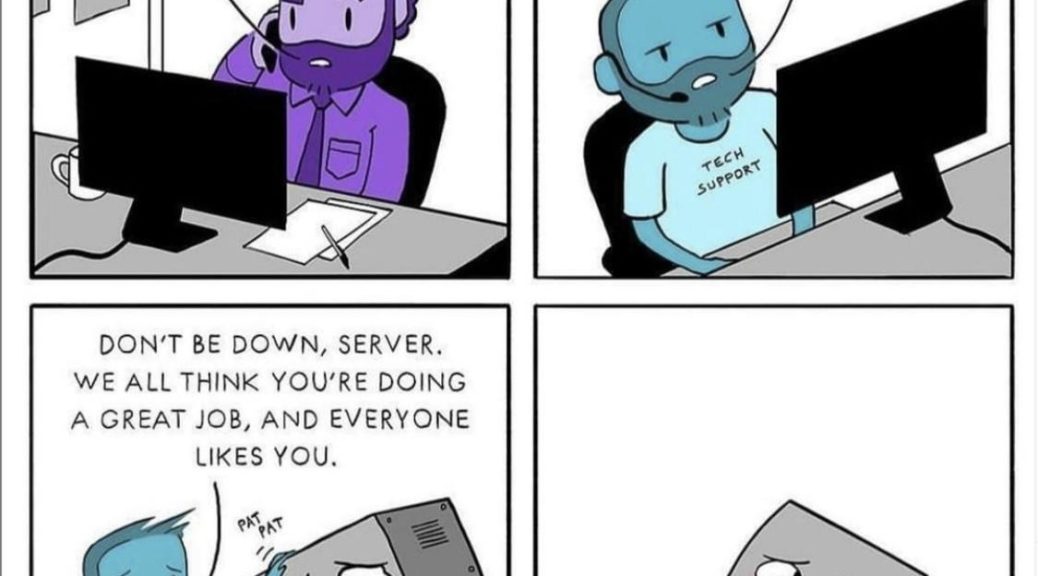 TECH
SUPPORT
DON'T BE DOWN, SERVER.
WE ALL THINK YOU'RE DOING
A GREAT JOB, AND EVERYONE
LIKES YOU.
PAT
PAT